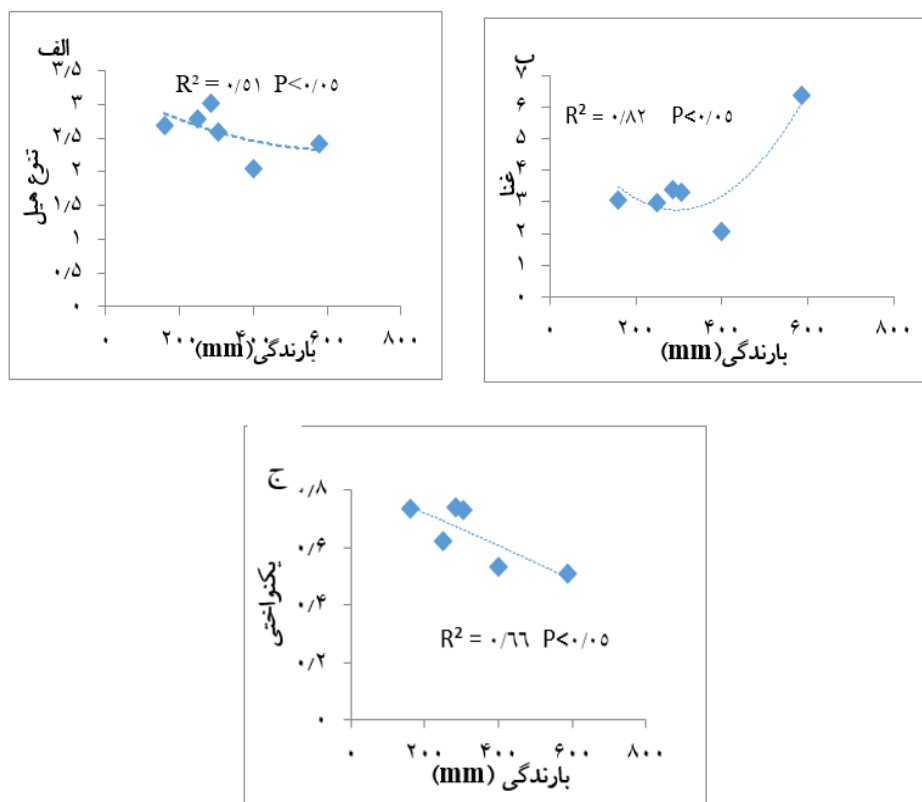 الف
۳/۵
۳
۲/۵
۲
۱/۵
۱
۰/۵
۰
R² = ۰/۵۱ P<۰/۰۵
تنوع هیل
۰ ۲۰۰ ۴۰۰ ۶۰۰ ۸۰۰
بارندگی(mm)
ب
۷
۶
۵
۴
۳
۲
۱
۰
R² = ۰/۸۲ P<۰/۰۵
غنا
۰ ۲۰۰ ۴۰۰ ۶۰۰ ۸۰۰
بارندگی(mm)
ج
۰/۸
۰/۶
۰/۴
۰/۲
۰
R² = ۰/٦٦ P<۰/۰۵
یکنواختی
۰ ۲۰۰ ۴۰۰ ۶۰۰ ۸۰۰
بارندگی (mm)